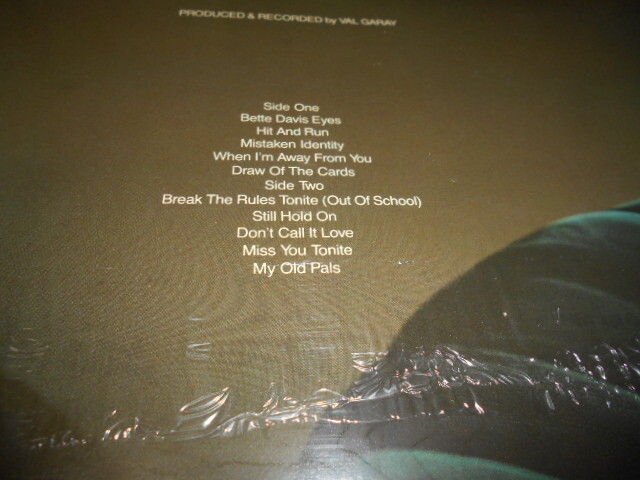 PRODUCED & RECORDED by VAL GARAY
Side One
Bette Davis Eyes
Hit And Run
Mistaken Identity
When I'm Away From You
Draw Of The Cards
Side Two
Break The Rules Tonite (Out Of School)
Still Hold On
Don't Call It Love
Miss You Tonite
My Old Pals